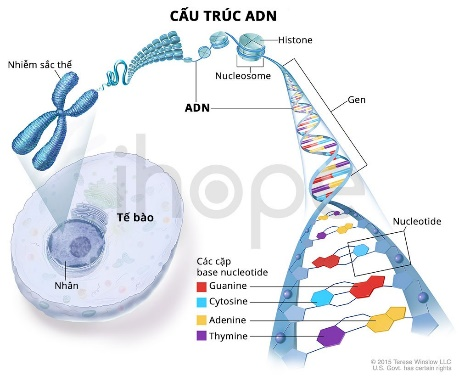 CẤU TRÚC ADN
Histone
Nhiễm sắc thể
Nucleosome
ADN
Gen
ihope
Tế bào
Nucleotide
Nhân
Các cặp
base nucleotide
Guanine
Cytosine
Adenine
Thymine
© 2015 Terese Winslow LLC
U.S. Govt. has certain rights